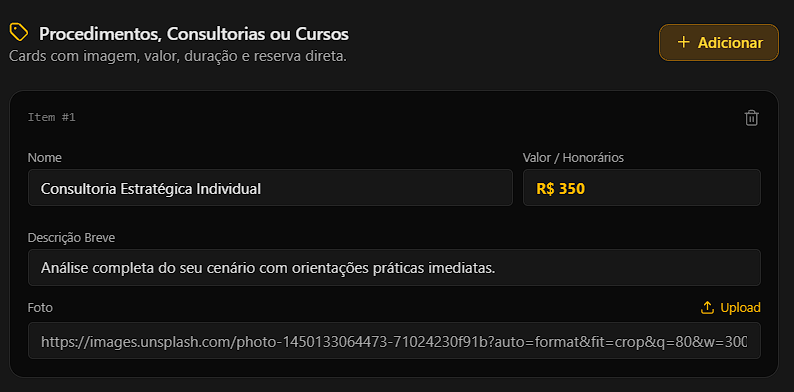 Procedimentos, Consultorias ou Cursos
Cards com imagem, valor, duração e reserva direta.
Adicionar
Item #1
Nome
Valor / Honorários
Consultoria Estratégica Individual
R$ 350
Descrição Breve
Análise completa do seu cenário com orientações práticas imediatas.
Foto
Upload
https://images.unsplash.com/photo-1450133064473-71024230f91b?auto=format&fit=crop&q=80&w=300